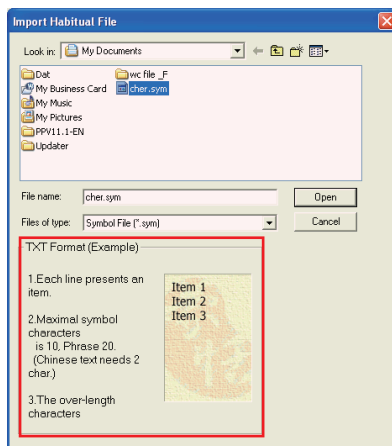 Import Habitual File
Look in: My Documents
Dat
My Business Card
My Music
My Pictures
PPV11.1-EN
Updater
wc file _F
cher.sym
File name: cher.sym Open
Files of type: Symbol File (*.sym) Cancel
TXT Format (Example)
1.Each line presents an
item.
2.Maximal symbol
characters
is 10, Phrase 20.
(Chinese text needs 2
char.)
3.The over-length
characters
Item 1
Item 2
Item 3